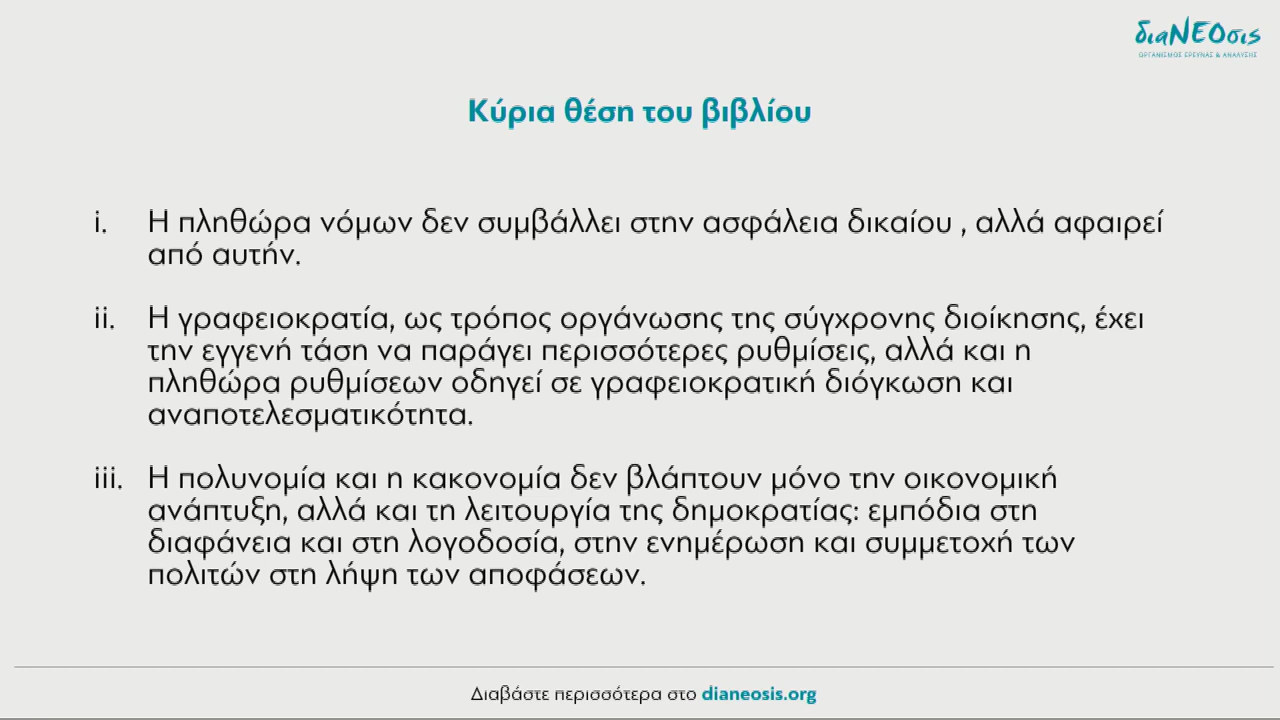 διαΝΕΟσις
ΟΡΓΑΝΙΣΜΟΣ ΕΡΕΥΝΑΣ & ΑΝΑΛΥΣΗΣ
Κύρια θέση του βιβλίου
i. Η πληθώρα νόμων δεν συμβάλλει στην ασφάλεια δικαίου , αλλά αφαιρεί
από αυτήν.
ii. Η γραφειοκρατία, ως τρόπος οργάνωσης της σύγχρονης διοίκησης, έχει
την εγγενή τάση να παράγει περισσότερες ρυθμίσεις, αλλά και η
πληθώρα ρυθμίσεων οδηγεί σε γραφειοκρατική διόγκωση και
αναποτελεσματικότητα.
iii. Η πολυνομία και η κακονομία δεν βλάπτουν μόνο την οικονομική
ανάπτυξη, αλλά και τη λειτουργία της δημοκρατίας: εμπόδια στη
διαφάνεια και στη λογοδοσία, στην ενημέρωση και συμμετοχή των
πολιτών στη λήψη των αποφάσεων.
Διαβάστε περισσότερα στο dianeosis.org